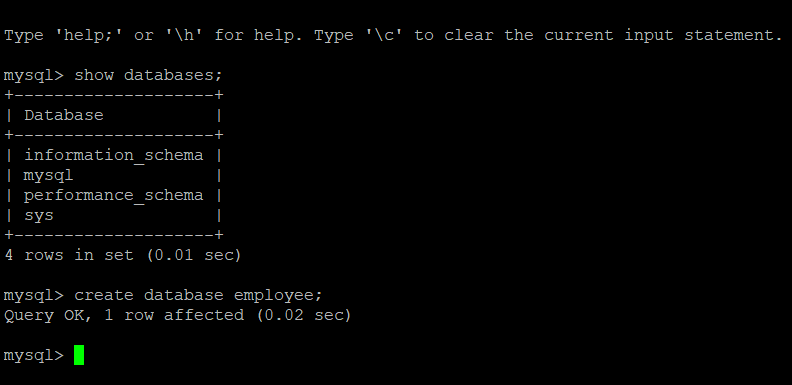 Type 'help;' or '\h' for help. Type '\c' to clear the current input statement.
mysql> show databases;
+--------------------+
| Database           |
+--------------------+
| information_schema |
| mysql              |
| performance_schema |
| sys                |
+--------------------+
4 rows in set (0.01 sec)
mysql> create database employee;
Query OK, 1 row affected (0.02 sec)
mysql>